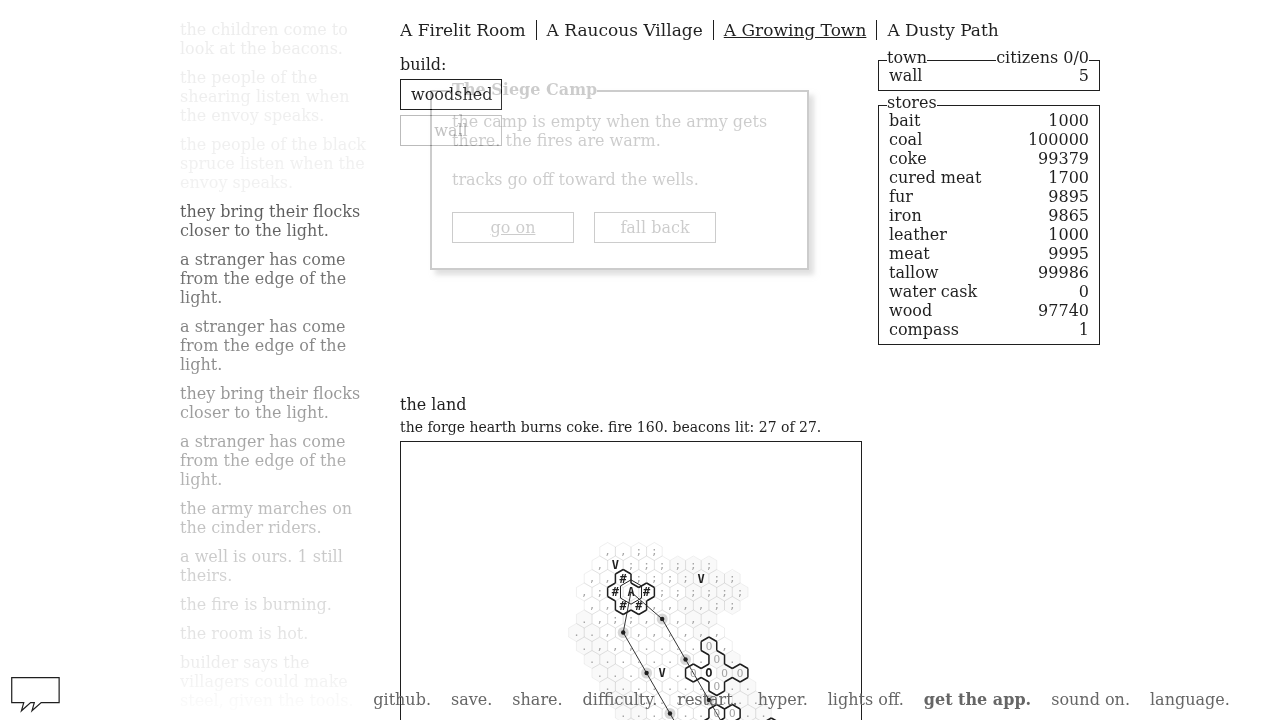 A Firelit Room
A Raucous Village
A Growing Town
A Dusty Path
the children come to
look at the beacons.
the people of the
shearing listen when
the envoy speaks.
the people of the black
spruce listen when the
envoy speaks.
they bring their flocks
closer to the light.
a stranger has come
from the edge of the
light.
a stranger has come
from the edge of the
light.
they bring their flocks
closer to the light.
a stranger has come
from the edge of the
light.
the army marches on
the cinder riders.
a well is ours. 1 still
theirs.
the fire is burning.
the room is hot.
builder says the
villagers could make
steel, given the tools.
build:
woodshed
wall
The Siege Camp
the camp is empty when the army gets
there. the fires are warm.
tracks go off toward the wells.
go on
fall back
town citizens 0/0
wall 5
stores
bait 1000
coal 100000
coke 99379
cured meat 1700
fur 9895
iron 9865
leather 1000
meat 9995
tallow 99986
water cask 0
wood 97740
compass 1
the land
the forge hearth burns coke. fire 160. beacons lit: 27 of 27.
V
V
#
# A #
# #
V
O
github. save. share. difficulty. restart. hyper. lights off. get the app. sound on. language.